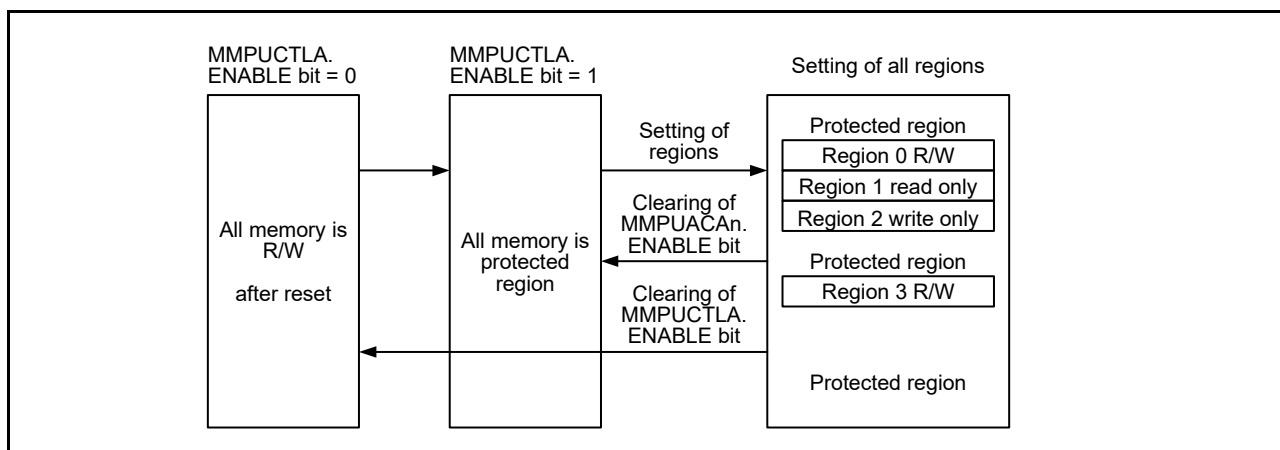 MMPUCTLA.
ENABLE bit = 0
MMPUCTLA.
ENABLE bit = 1
Setting of all regions
All memory is
R/W
after reset
All memory is
protected
region
Setting of
regions
Clearing of
MMPUACAn.
ENABLE bit
Clearing of
MMPUCTLA.
ENABLE bit
Protected region
Region 0 R/W
Region 1 read only
Region 2 write only
Protected region
Region 3 R/W
Protected region